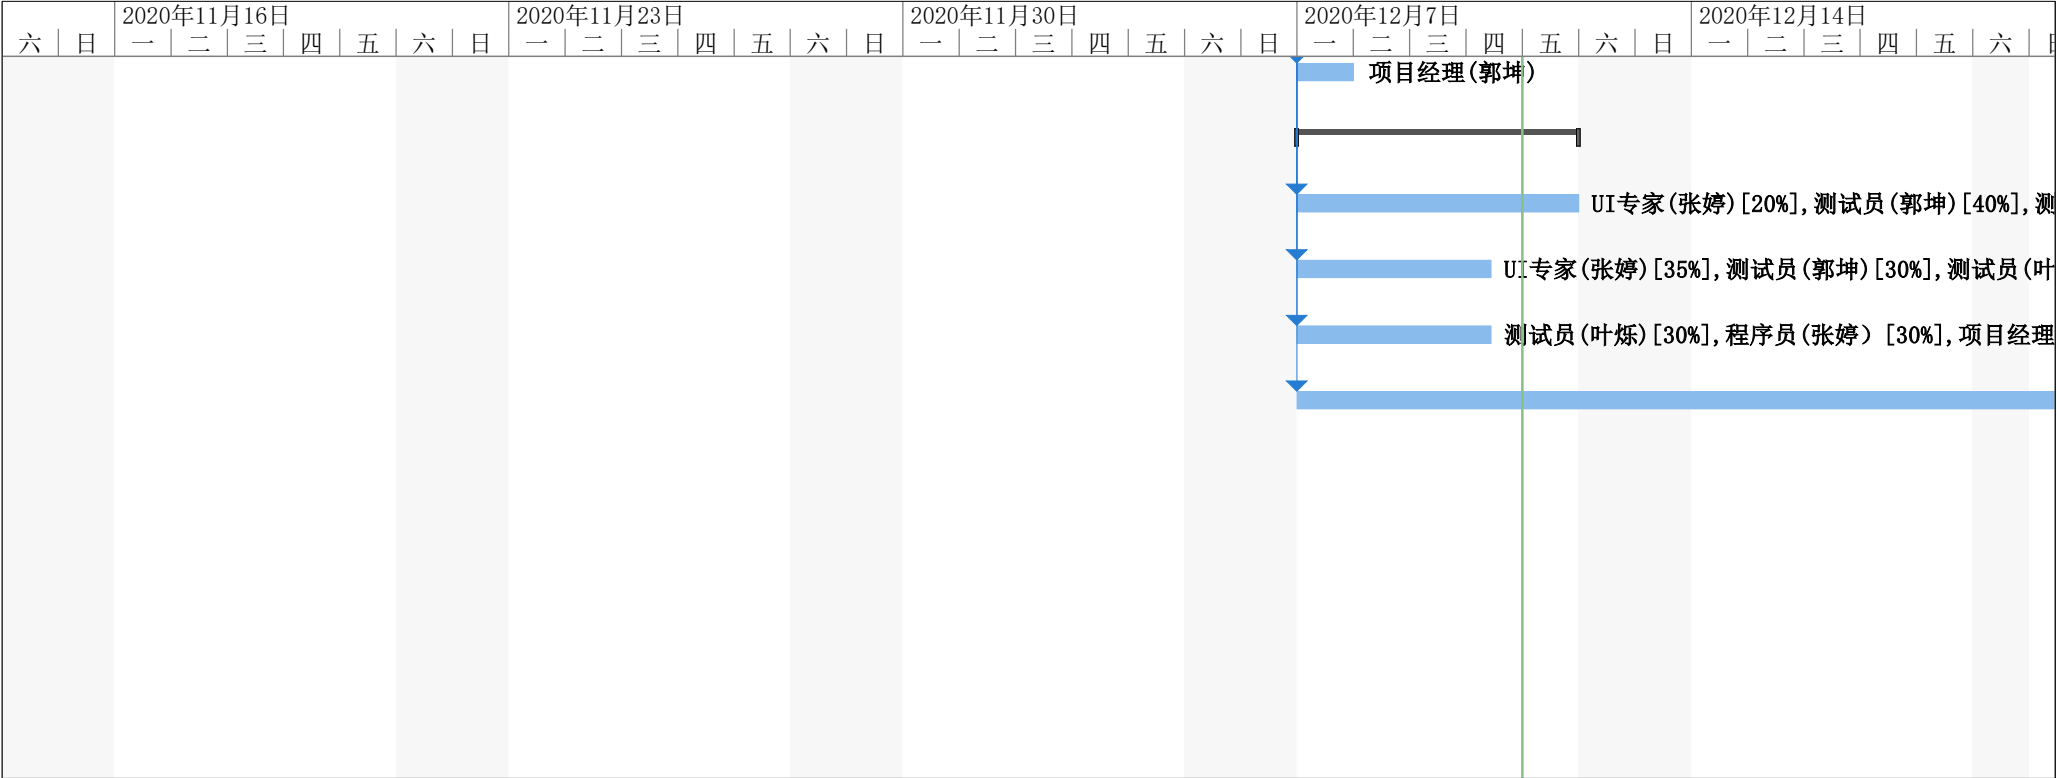 2020年11月16日 2020年11月23日 2020年11月30日 2020年12月7日 2020年12月14日
六 日 一 二 三 四 五 六 日 一 二 三 四 五 六 日 一 二 三 四 五 六 日 一 二 三 四 五 六 日 一 二 三 四 五 六
项目经理(郭坤)
UI专家(张婷)[20%],测试员(郭坤)[40%],测
UI专家(张婷)[35%],测试员(郭坤)[30%],测试员(叶
测试员(叶烁)[30%],程序员(张婷）[30%],项目经理